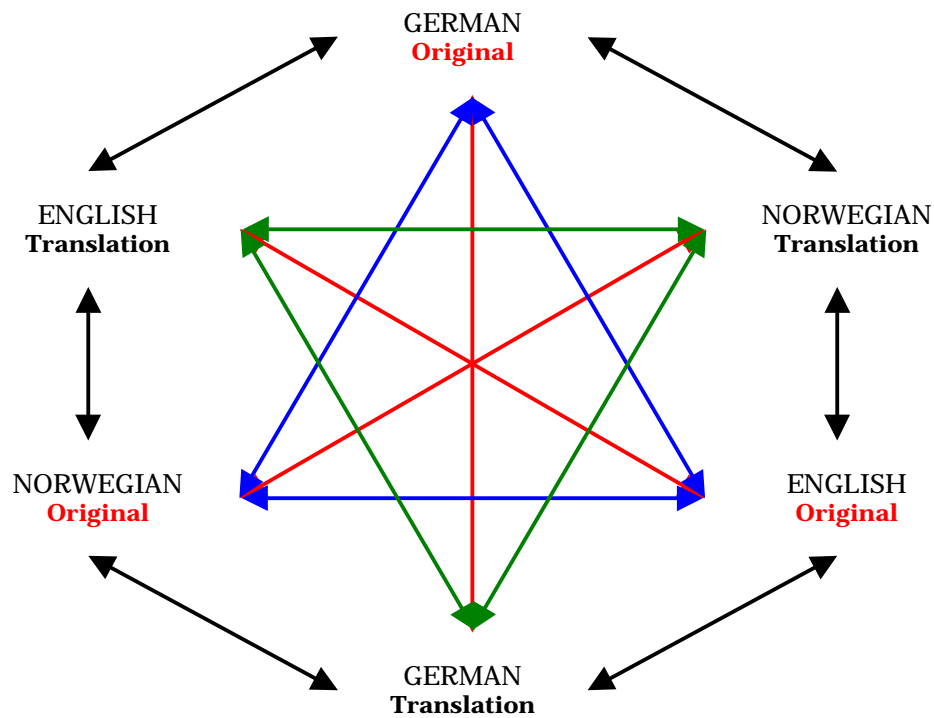 GERMAN
Original
ENGLISH
Translation
NORWEGIAN
Translation
NORWEGIAN
Original
ENGLISH
Original
GERMAN
Translation